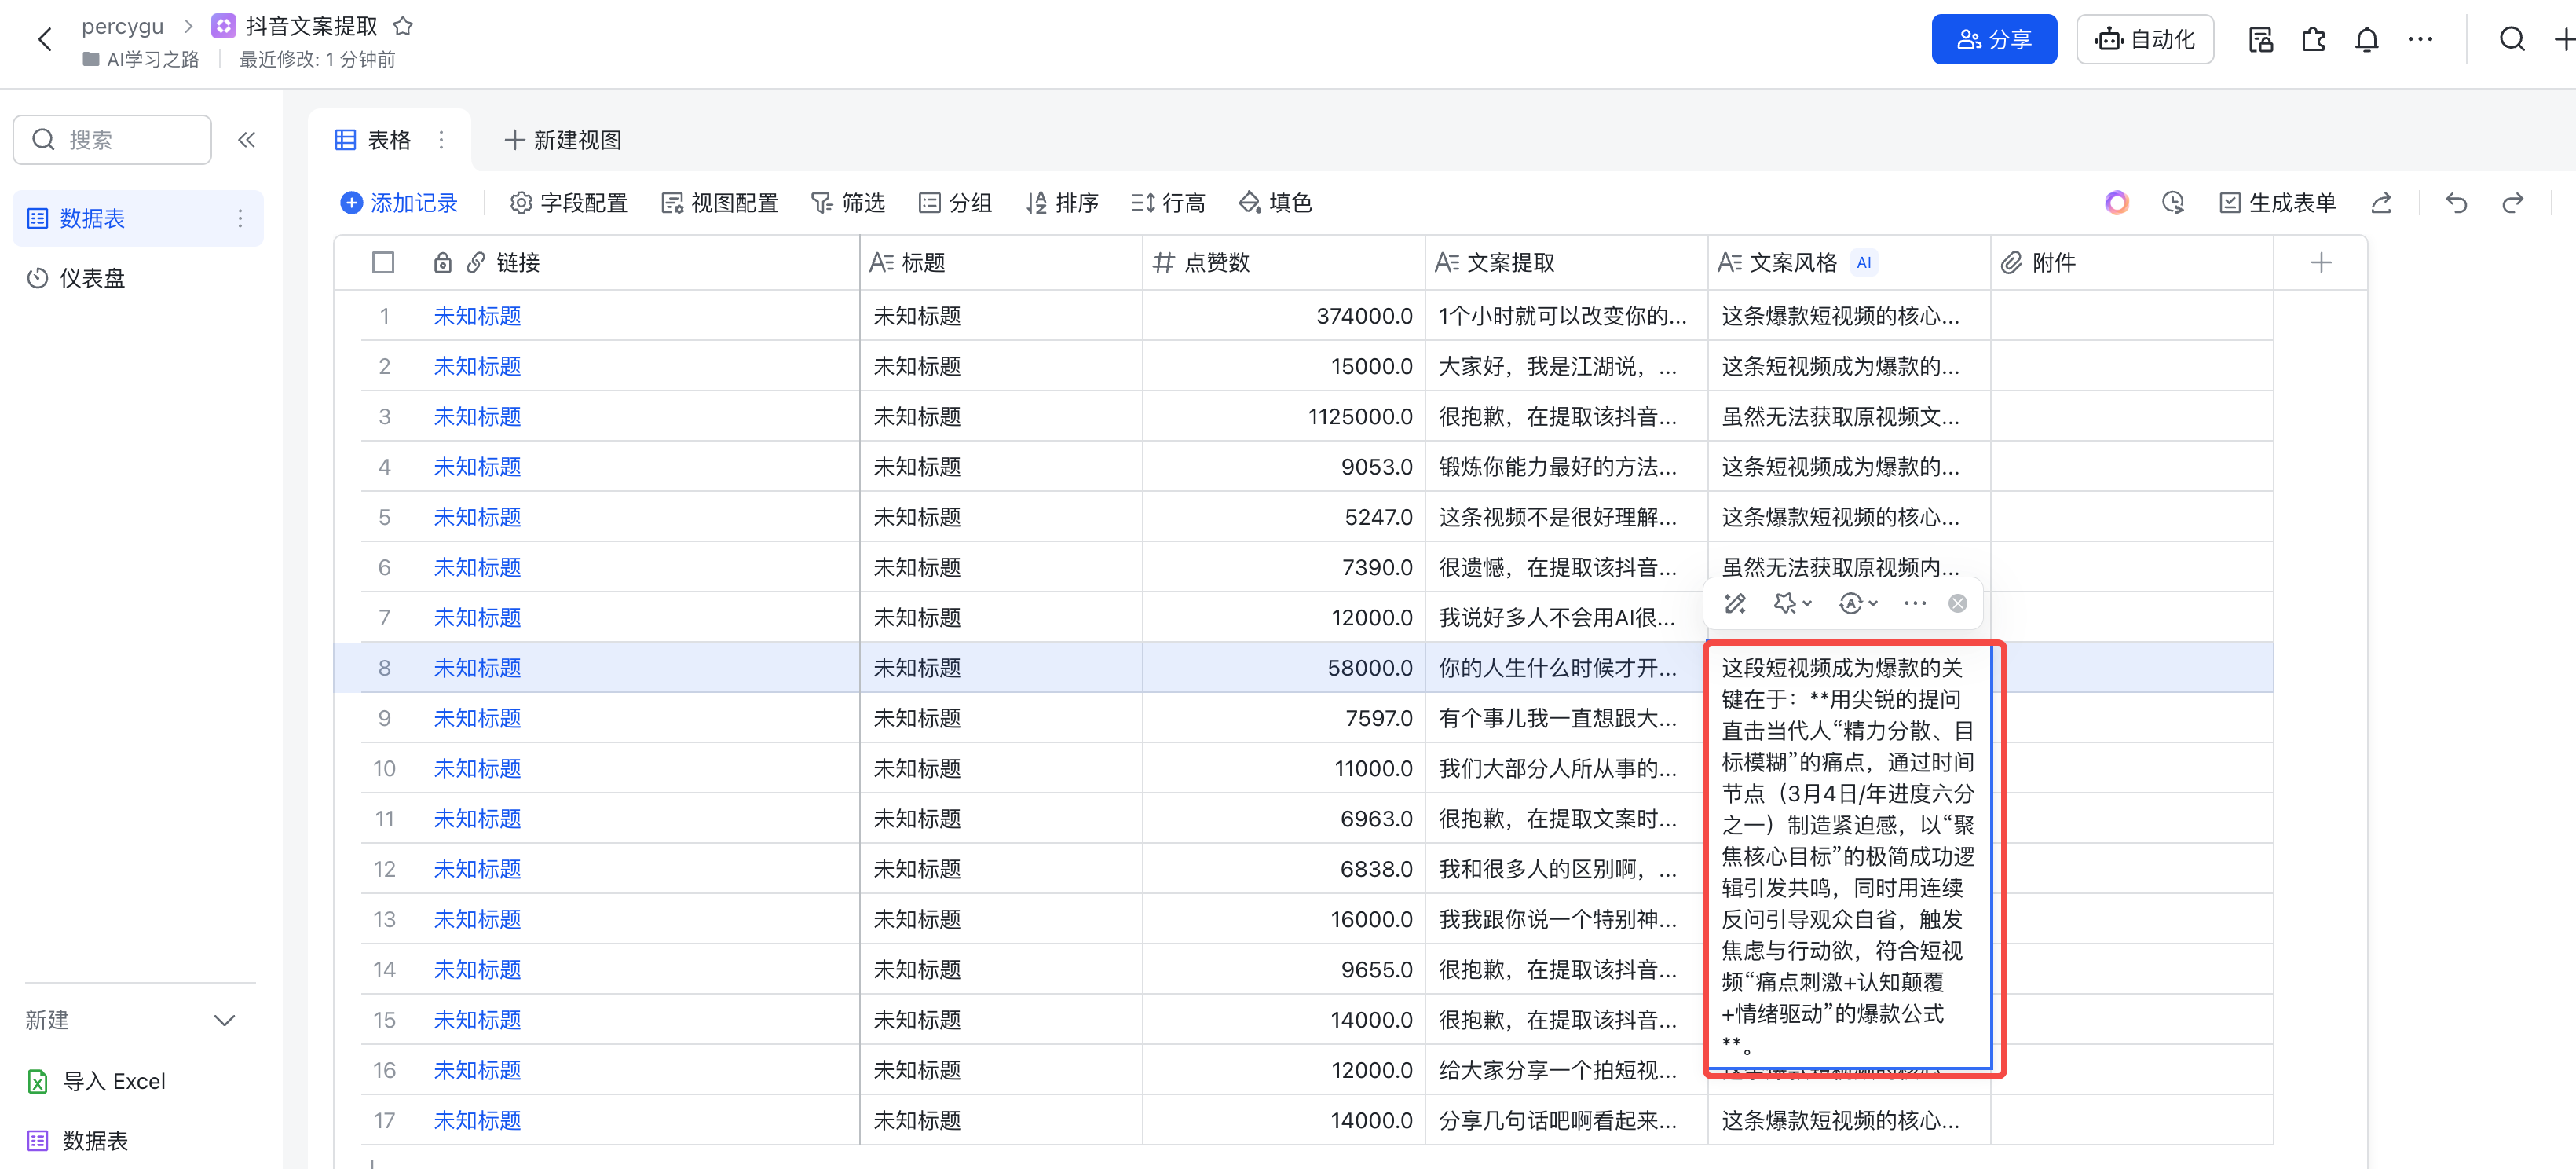 percygu > 抖音文案提取
AI学习之路 | 最近修改: 1 分钟前
分享
自动化
搜索
数据表
仪表盘
新建
导入 Excel
数据表
表格
新建视图
添加记录 字段配置 视图配置 筛选 分组 排序 行高 填色
生成表单
链接 标题 点赞数 文案提取 文案风格 AI 附件
1 未知标题 未知标题 374000.0 1个小时就可以改变你的... 这条爆款短视频的核心...
2 未知标题 未知标题 15000.0 大家好，我是江湖说，... 这条短视频成为爆款的...
3 未知标题 未知标题 1125000.0 很抱歉，在提取该抖音... 虽然无法获取原视频文...
4 未知标题 未知标题 9053.0 锻炼你能力最好的方法... 这条短视频成为爆款的...
5 未知标题 未知标题 5247.0 这条视频不是很好理解... 这条爆款短视频的核心...
6 未知标题 未知标题 7390.0 很遗憾，在提取该抖音... 虽然无法获取原视频内...
7 未知标题 未知标题 12000.0 我说好多人不会用AI很...
8 未知标题 未知标题 58000.0 你的人生什么时候才开...
9 未知标题 未知标题 7597.0 有个事儿我一直想跟大...
10 未知标题 未知标题 11000.0 我们大部分人所从事的...
11 未知标题 未知标题 6963.0 很抱歉，在提取文案时...
12 未知标题 未知标题 6838.0 我和很多人的区别啊，...
13 未知标题 未知标题 16000.0 我我跟你说一个特别神...
14 未知标题 未知标题 9655.0 很抱歉，在提取该抖音...
15 未知标题 未知标题 14000.0 很抱歉，在提取该抖音...
16 未知标题 未知标题 12000.0 给大家分享一个拍短视...
17 未知标题 未知标题 14000.0 分享几句话吧啊看起来... 这条爆款短视频的核心...
这段短视频成为爆款的关
键在于：**用尖锐的提问
直击当代人“精力分散、目
标模糊”的痛点，通过时间
节点（3月4日/年进度六分
之一）制造紧迫感，以“聚
焦核心目标”的极简成功逻
辑引发共鸣，同时用连续
反问引导观众自省，触发
焦虑与行动欲，符合短视
频“痛点刺激+认知颠覆
+情绪驱动”的爆款公式
**。